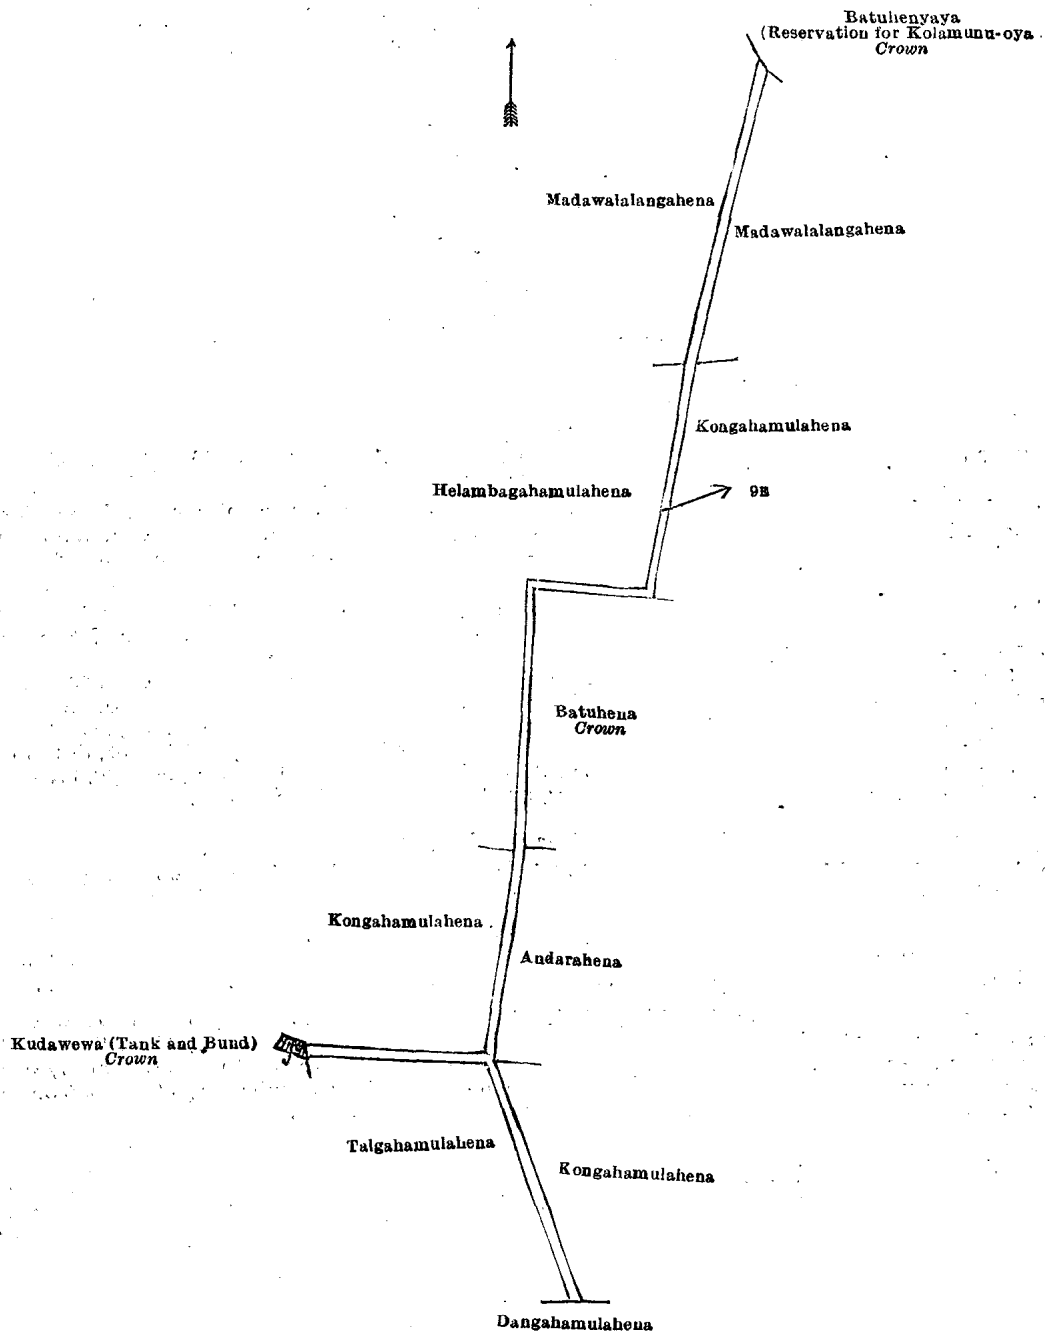 Batuhenyaya
(Reservation for Kolamunu-oya
Crown
Madawalalangahena
Madawalalangahena
Kongahamulahena
Helambagahamulahena
Batuhena
Crown
Kongahamulahena
Andarahena
Kudawewa (Tank and Bund)
Crown
Talgahamulahena
Kongahamulahena
Dangahamulahena